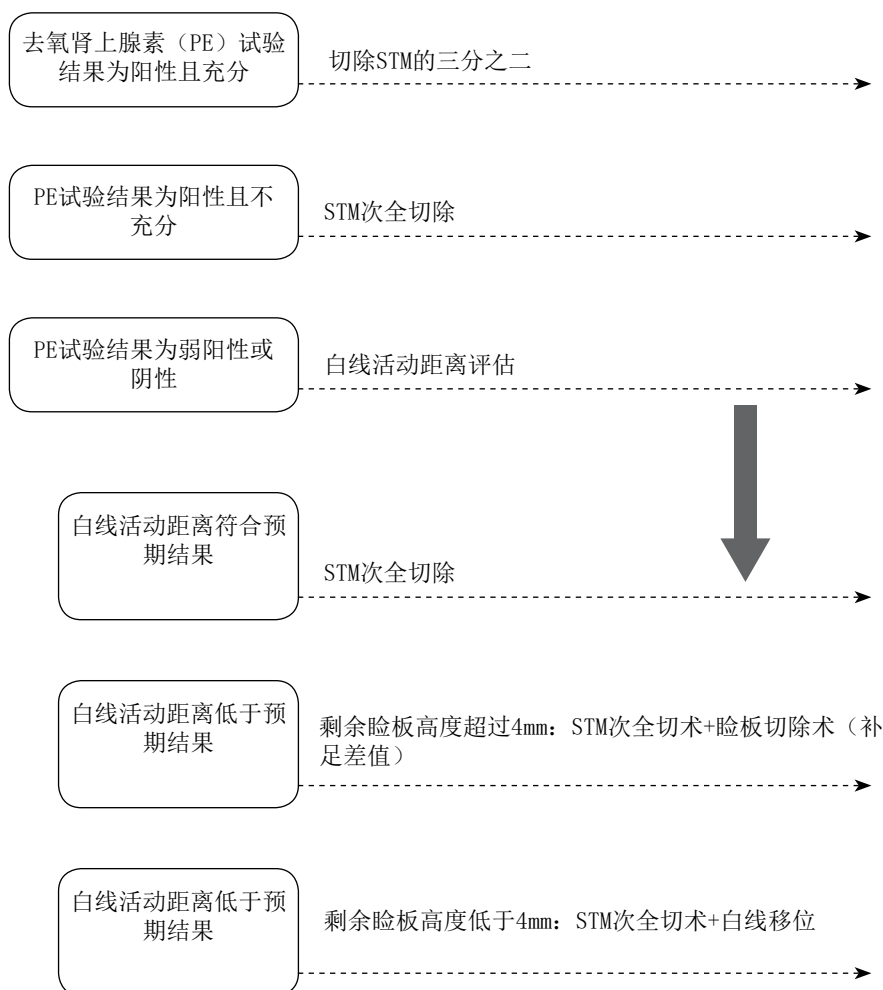 去氧肾上腺素（PE）试验
结果为阳性且充分
切除STM的三分之二
PE试验结果为阳性且不
充分
STM次全切除
PE试验结果为弱阳性或
阴性
白线活动距离评估
白线活动距离符合预
期结果
STM次全切除
白线活动距离低于预
期结果
剩余睑板高度超过4mm：STM次全切术+睑板切除术（补
足差值）
白线活动距离低于预
期结果
剩余睑板高度低于4mm：STM次全切术+白线移位